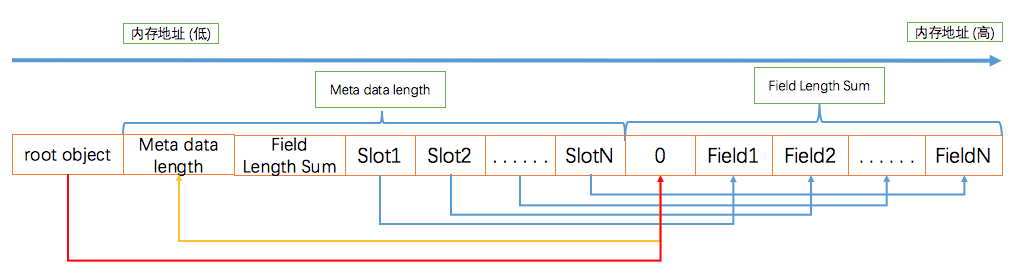 内存地址 (低)
内存地址 (高)
Meta data length
Field Length Sum
root object
Meta data
length
Field
Length Sum
Slot1
Slot2
......
SlotN
0
Field1
Field2
......
FieldN